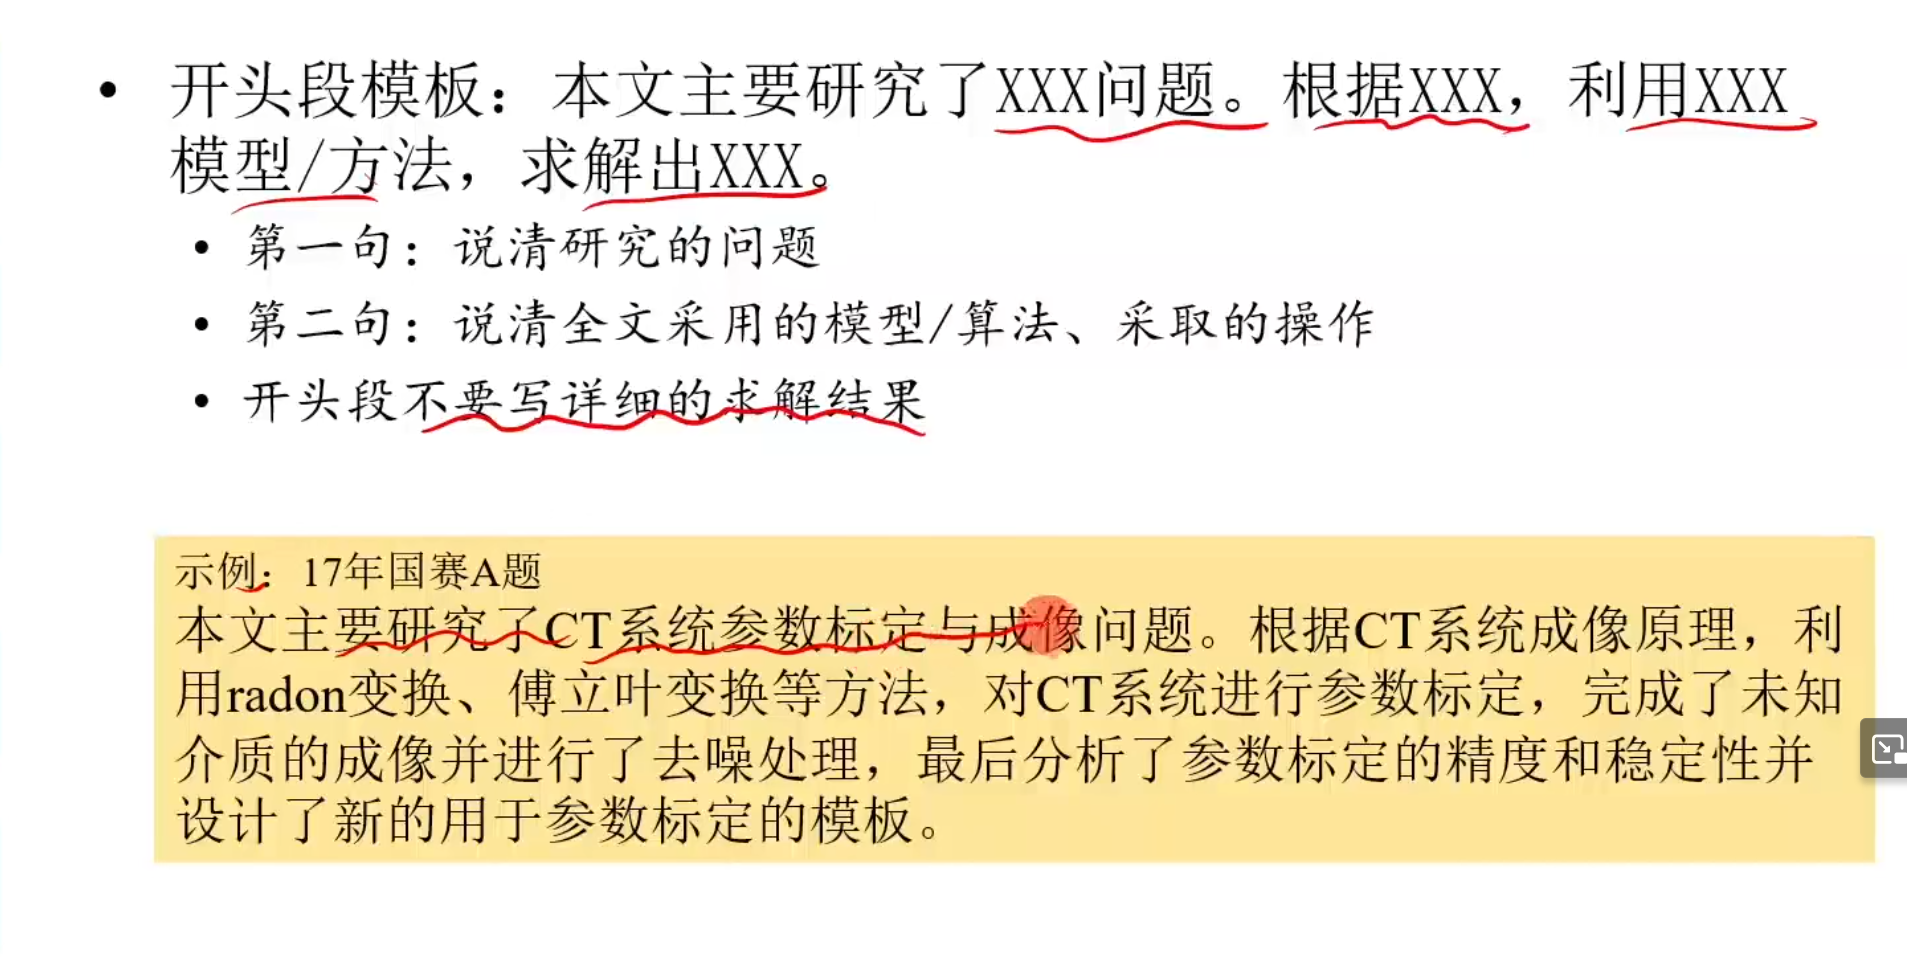 • 开头段模板：本文主要研究了XXX问题。根据XXX，利用XXX
模型/方法，求解出XXX。
• 第一句：说清研究的问题
• 第二句：说清全文采用的模型/算法、采取的操作
• 开头段不要写详细的求解结果
示例：17年国赛A题
本文主要研究了CT系统参数标定与成像问题。根据CT系统成像原理，利
用radon变换、傅立叶变换等方法，对CT系统进行参数标定，完成了未知
介质的成像并进行了去噪处理，最后分析了参数标定的精度和稳定性并
设计了新的用于参数标定的模板。